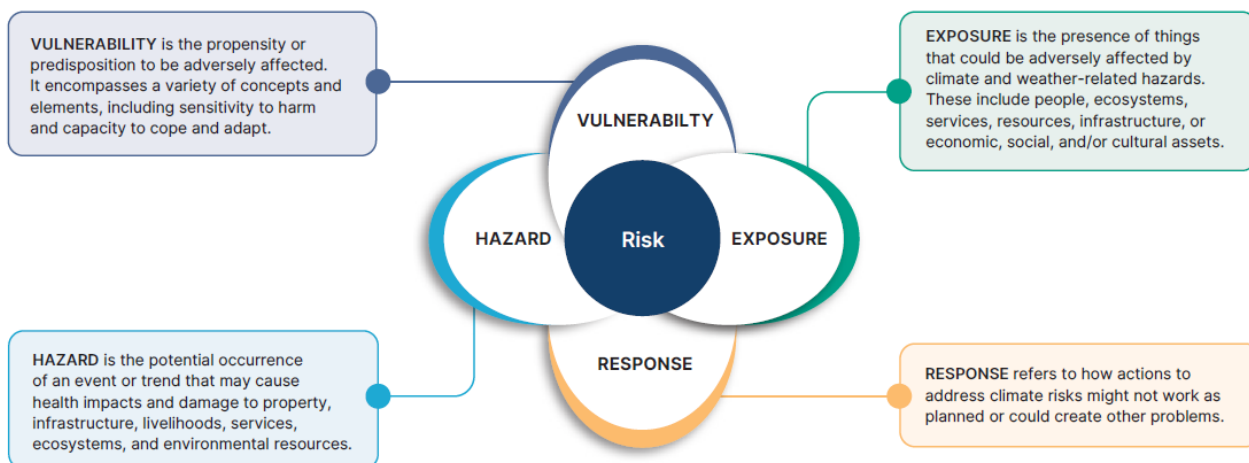 VULNERABILITY is the propensity or
predisposition to be adversely affected.
It encompasses a variety of concepts and
elements, including sensitivity to harm
and capacity to cope and adapt.
EXPOSURE is the presence of things
that could be adversely affected by
climate and weather-related hazards.
These include people, ecosystems,
services, resources, infrastructure, or
economic, social, and/or cultural assets.
VULNERABILTY
HAZARD
Risk
EXPOSURE
RESPONSE
HAZARD is the potential occurrence
of an event or trend that may cause
health impacts and damage to property,
infrastructure, livelihoods, services,
ecosystems, and environmental resources.
RESPONSE refers to how actions to
address climate risks might not work as
planned or could create other problems.